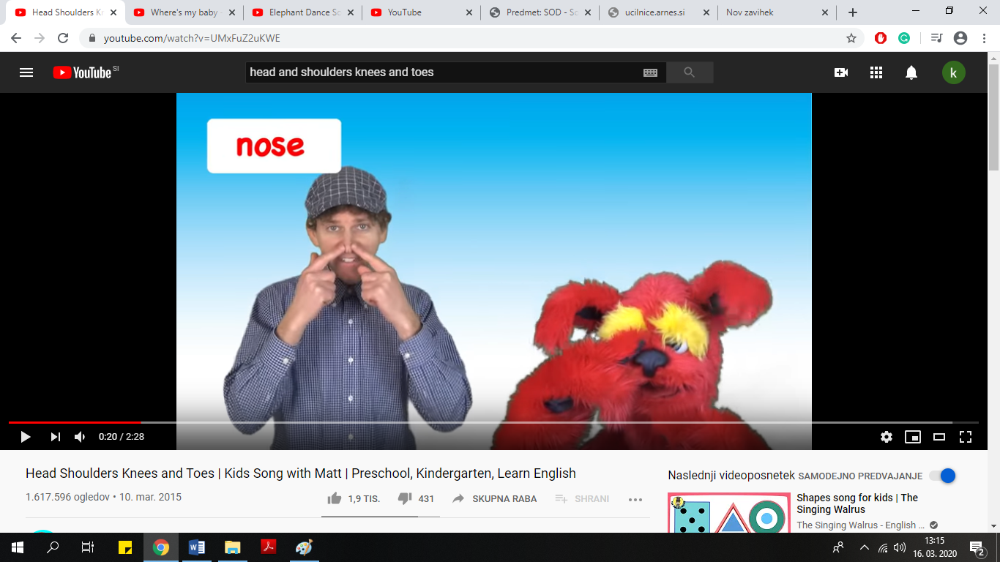 Head Shoulders Kn
Where's my baby
Elephant Dance So
YouTube
Predmet: SOD - So
ucilnice.arnes.si
Nov zavihek
youtube.com/watch?v=UMxFuZ2uKWE
YouTube SI
head and shoulders knees and toes
k
nose
0:20 / 2:28
Head Shoulders Knees and Toes | Kids Song with Matt | Preschool, Kindergarten, Learn English
1.617.596 ogledov • 10. mar. 2015
1,9 TIS. 431 SKUPNA RABA SHRANI
Naslednji videoposnetek SAMODEJNO PREDVAJANJE
Shapes song for kids | The
Singing Walrus
The Singing Walrus - English ...
13:15
16. 03. 2020
2